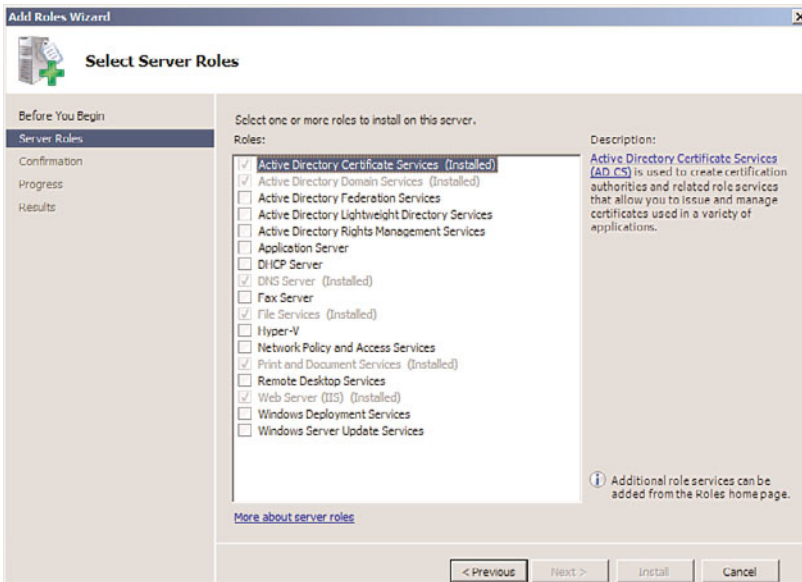 Add Roles Wizard
Select Server Roles
Before You Begin
Server Roles
Confirmation
Progress
Results
Select one or more roles to install on this server.
Roles:
Active Directory Certificate Services (Installed)
Active Directory Domain Services (Installed)
Active Directory Federation Services
Active Directory Lightweight Directory Services
Active Directory Rights Management Services
Application Server
DHCP Server
DNS Server (Installed)
Fax Server
File Services (Installed)
Hyper-V
Network Policy and Access Services
Print and Document Services (Installed)
Remote Desktop Services
Web Server (IIS) (Installed)
Windows Deployment Services
Windows Server Update Services
More about server roles
Description:
Active Directory Certificate Services
(AD CS) is used to create certification
authorities and related role services
that allow you to issue and manage
certificates used in a variety of
applications.
Additional role services can be
added from the Roles home page.
< Previous
Next >
Install
Cancel